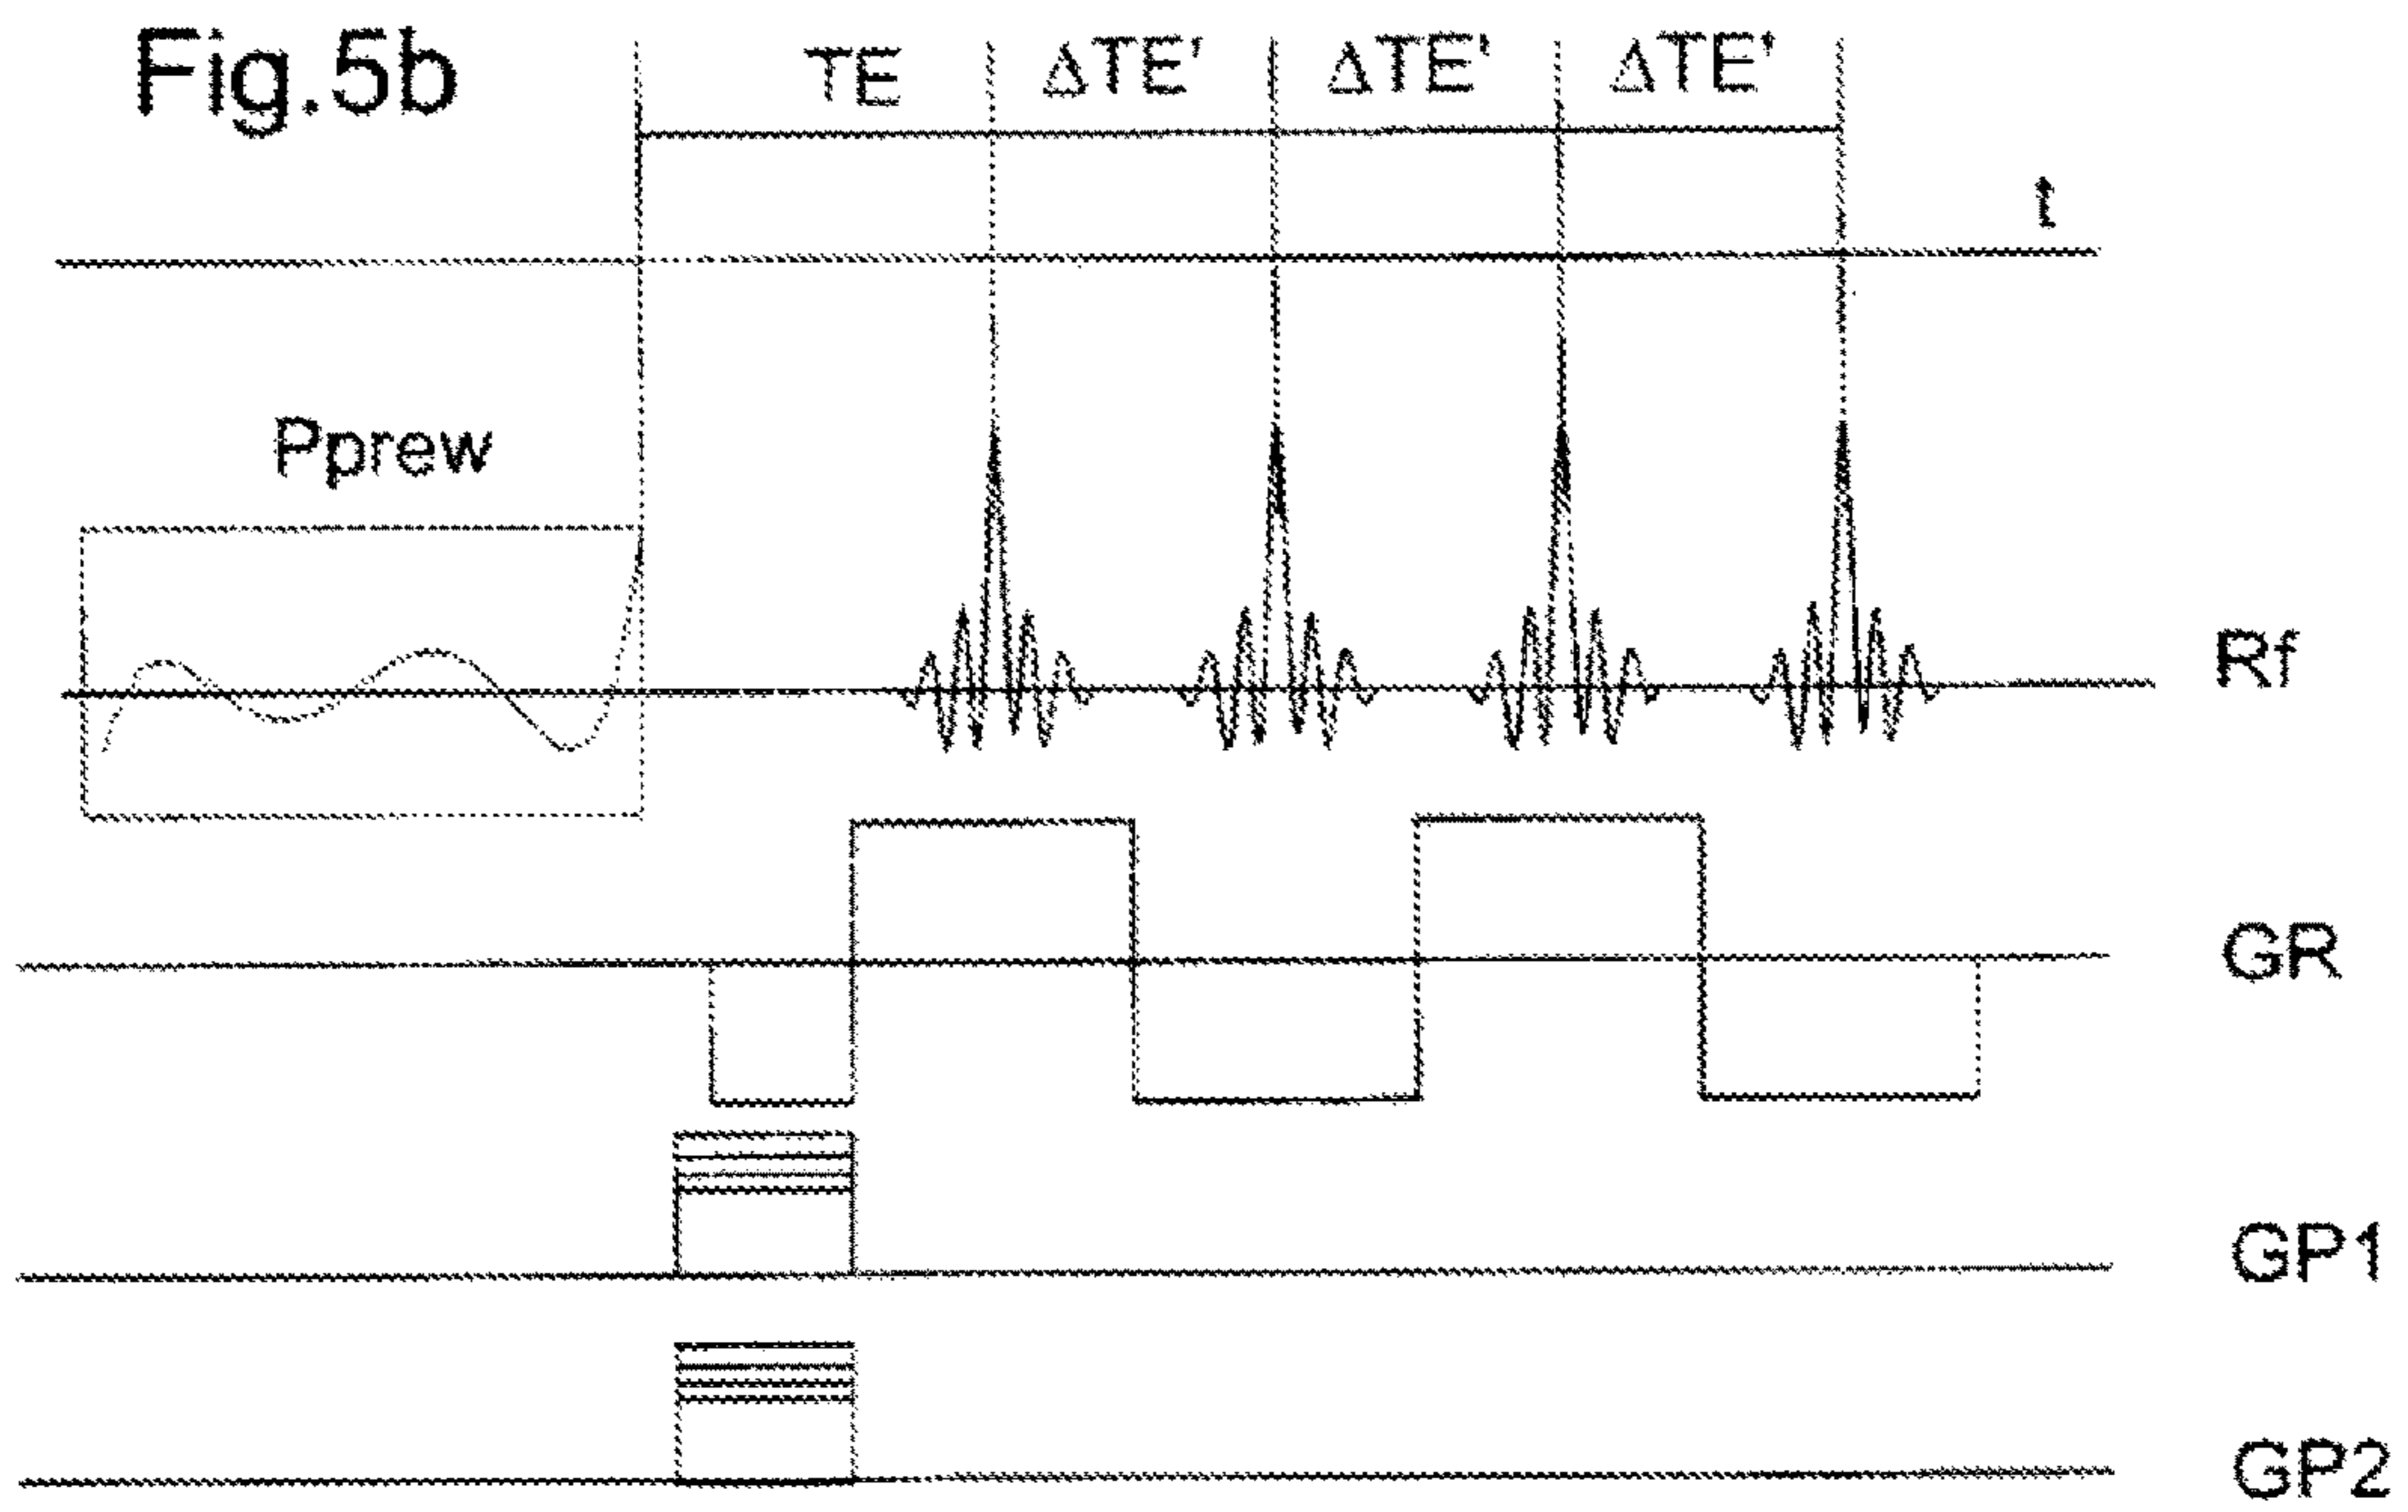 Fig.5b
TE ΔTE' ΔTE' ΔTE'
t
Pprew
Rf
GR
GP1
GP2